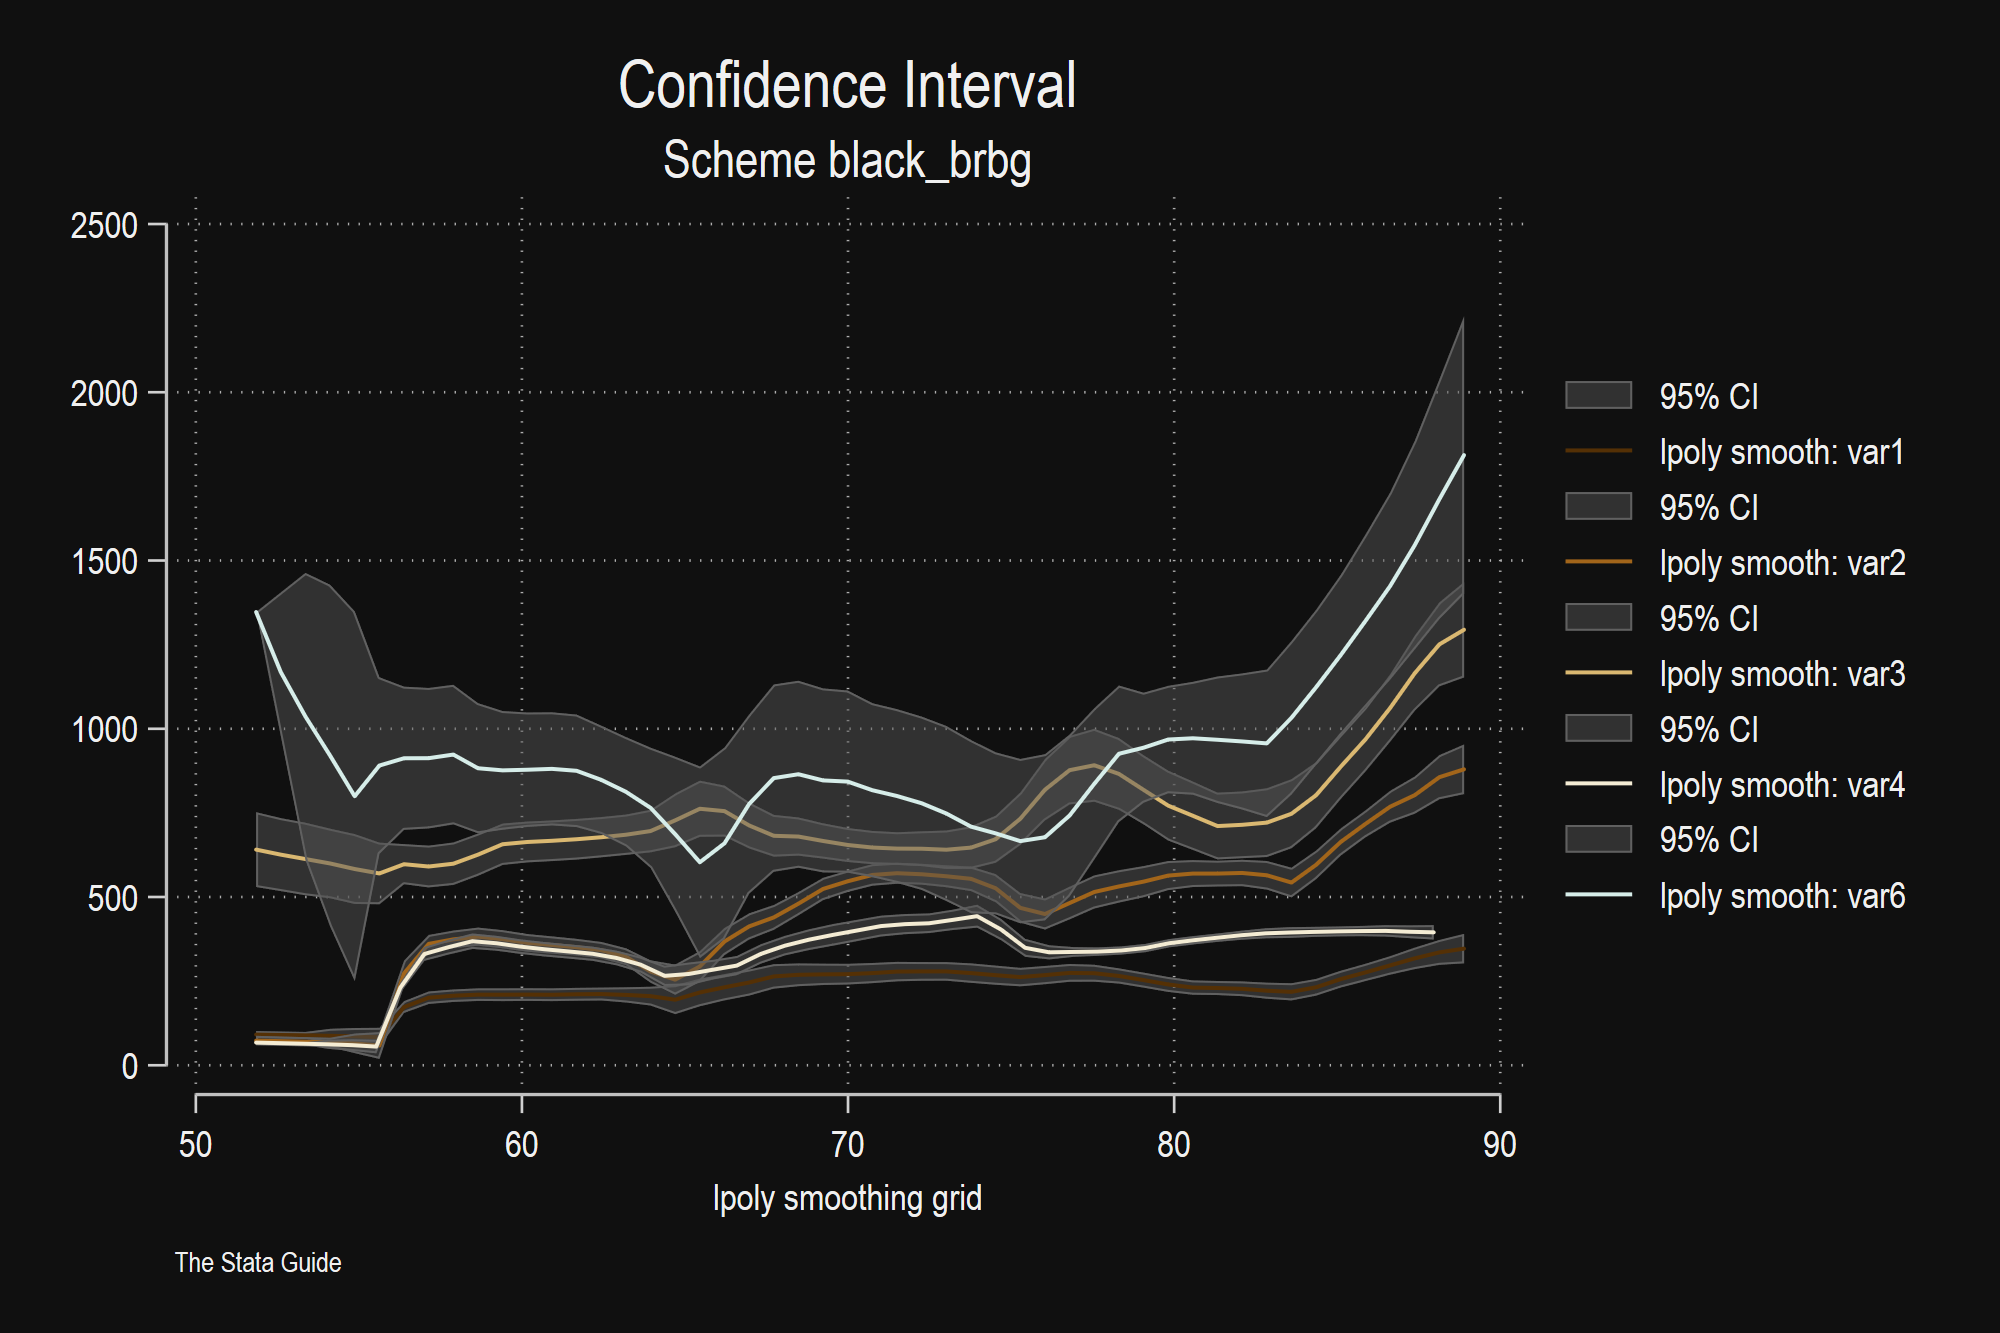 Confidence Interval
Scheme black_brbg
2500
2000
1500
1000
500
0
50 60 70 80 90
lpoly smoothing grid
95% CI
lpoly smooth: var1
95% CI
lpoly smooth: var2
95% CI
lpoly smooth: var3
95% CI
lpoly smooth: var4
95% CI
lpoly smooth: var6
The Stata Guide